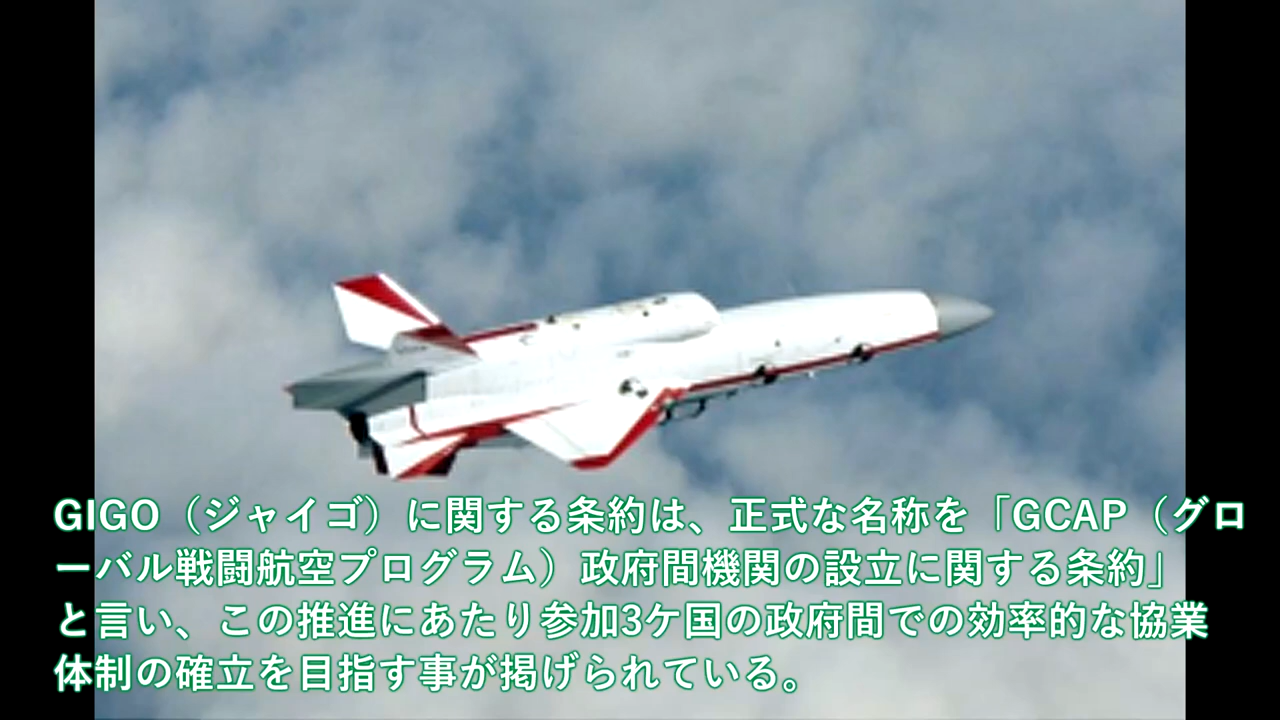 GIGO（ジャイゴ）に関する条約は、正式な名称を「GCAP（グロ
ーバル戦闘航空プログラム）政府間機関の設立に関する条約」
と言い、この推進にあたり参加3ケ国の政府間での効率的な協業
体制の確立を目指す事が掲げられている。